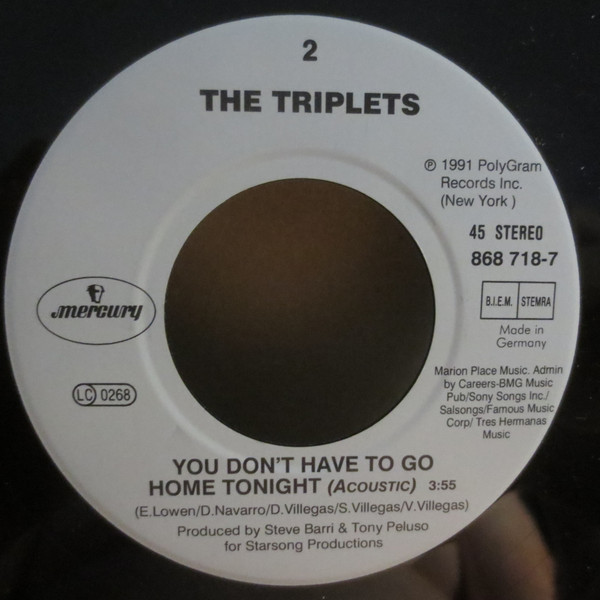 2
THE TRIPLETS
℗ 1991 PolyGram
Records Inc.
(New York )
45 STEREO
868 718-7
B.I.E.M. STEMRA
Made in
Germany
mercury
LC 0268
Marion Place Music. Admin
by Careers-BMG Music
Pub/Sony Songs Inc./
Salsongs/Famous Music
Corp/ Tres Hermanas
Music
YOU DON'T HAVE TO GO
HOME TONIGHT (ACOUSTIC) 3:55
(E.Lowen/D.Navarro/D.Villegas/S.Villegas/V.Villegas)
Produced by Steve Barri & Tony Peluso
for Starsong Productions